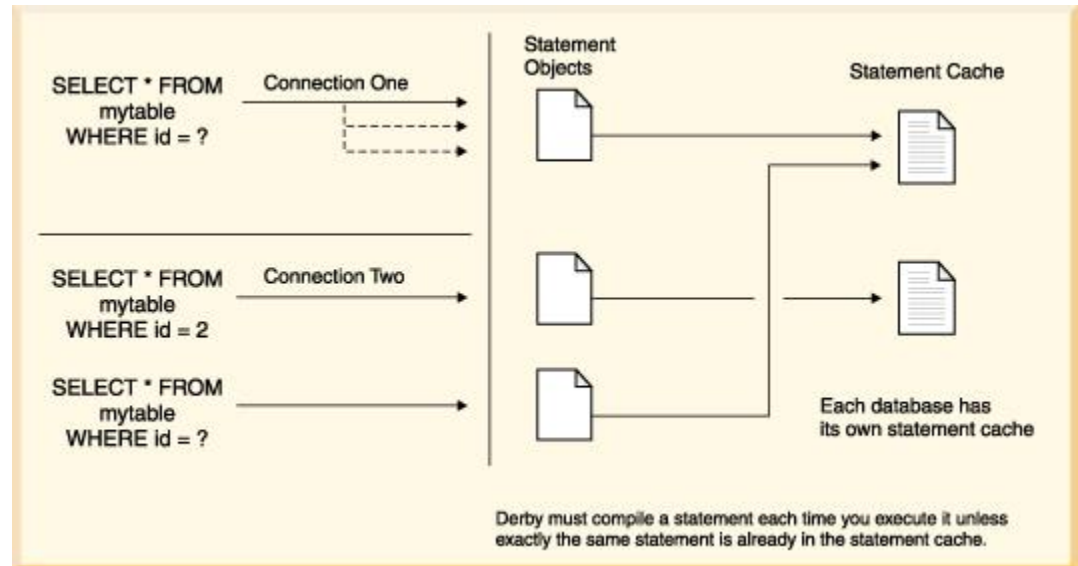 SELECT * FROM
mytable
WHERE id = ?
Connection One
Statement
Objects
Statement Cache
SELECT * FROM
mytable
WHERE id = 2
Connection Two
SELECT * FROM
mytable
WHERE id = ?
Each database has
its own statement cache
Derby must compile a statement each time you execute it unless
exactly the same statement is already in the statement cache.